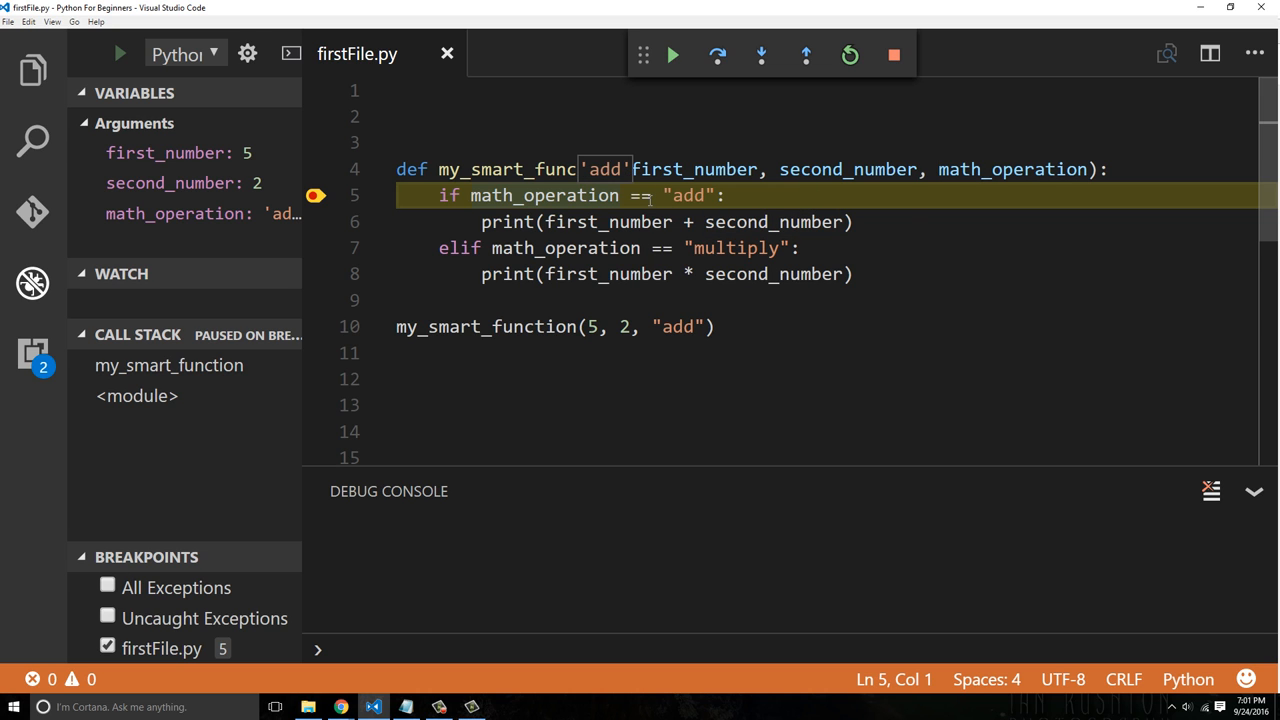 firstFile.py - Python For Beginners - Visual Studio Code
File Edit View Go Help
Python
firstFile.py
VARIABLES
Arguments
first_number: 5
second_number: 2
math_operation: 'ad...
WATCH
CALL STACK PAUSED ON BRE...
my_smart_function
<module>
BREAKPOINTS
All Exceptions
Uncaught Exceptions
firstFile.py 5
2
1
2
3
4 def my_smart_func'add'first_number, second_number, math_operation):
5 if math_operation == "add":
6 print(first_number + second_number)
7 elif math_operation == "multiply":
8 print(first_number * second_number)
9
10 my_smart_function(5, 2, "add")
11
12
13
14
15
DEBUG CONSOLE
0 0 Ln 5, Col 1 Spaces: 4 UTF-8 CRLF Python
I'm Cortana. Ask me anything.
7:01 PM
9/24/2016